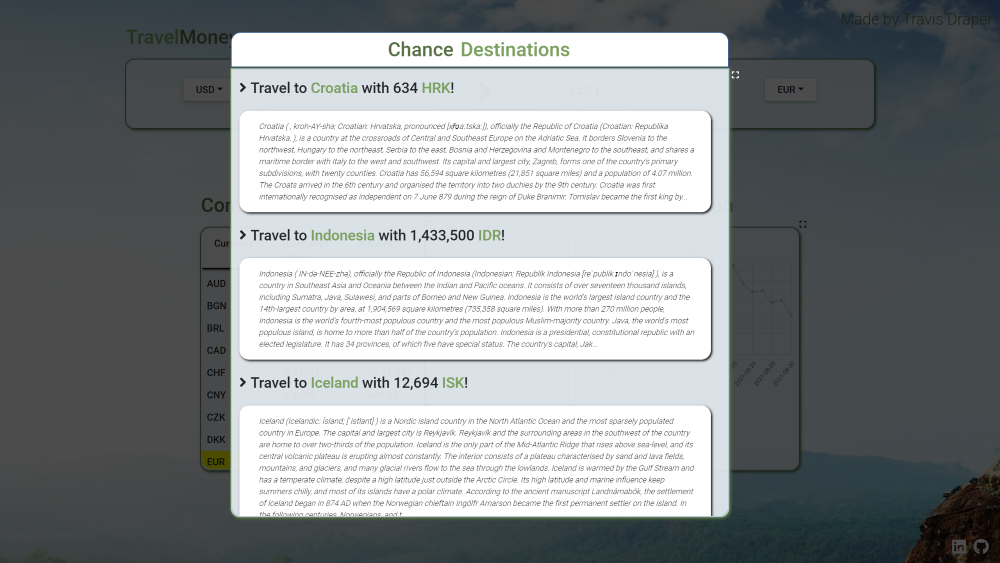 Made by Travis Draper
TravelMoney
Chance Destinations
USD
EUR
Travel to Croatia with 634 HRK!
Croatia ( , kroh-AY-shə; Croatian: Hrvatska, pronounced [xř̩ʋaːtskaː]), officially the Republic of Croatia (Croatian: Republika
Hrvatska, ), is a country at the crossroads of Central and Southeast Europe on the Adriatic Sea. It borders Slovenia to the
northwest, Hungary to the northeast, Serbia to the east, Bosnia and Herzegovina and Montenegro to the southeast, and shares a
maritime border with Italy to the west and southwest. Its capital and largest city, Zagreb, forms one of the country's primary
subdivisions, with twenty counties. Croatia has 56,594 square kilometres (21,851 square miles) and a population of 4.07 million.
The Croats arrived in the 6th century and organised the territory into two duchies by the 9th century. Croatia was first
internationally recognised as independent on 7 June 879 during the reign of Duke Branimir. Tomislav became the first king by...
Travel to Indonesia with 1,433,500 IDR!
Indonesia ( IN-də-NEE-zhə), officially the Republic of Indonesia (Indonesian: Republik Indonesia [reˈpublik ɪndoˈnesia] ), is a
country in Southeast Asia and Oceania between the Indian and Pacific oceans. It consists of over seventeen thousand islands,
including Sumatra, Java, Sulawesi, and parts of Borneo and New Guinea. Indonesia is the world's largest island country and the
14th-largest country by area, at 1,904,569 square kilometres (735,358 square miles). With more than 270 million people,
Indonesia is the world's fourth-most populous country and the most populous Muslim-majority country. Java, the world's most
populous island, is home to more than half of the country's population. Indonesia is a presidential, constitutional republic with an
elected legislature. It has 34 provinces, of which five have special status. The country's capital, Jak...
Travel to Iceland with 12,694 ISK!
Iceland (Icelandic: Ísland; [ˈistlant] ) is a Nordic island country in the North Atlantic Ocean and the most sparsely populated
country in Europe. The capital and largest city is Reykjavík. Reykjavík and the surrounding areas in the southwest of the country
are home to over two-thirds of the population. Iceland is the only part of the Mid-Atlantic Ridge that rises above sea-level, and its
central volcanic plateau is erupting almost constantly. The interior consists of a plateau characterised by sand and lava fields,
mountains, and glaciers, and many glacial rivers flow to the sea through the lowlands. Iceland is warmed by the Gulf Stream and
has a temperate climate, despite a high latitude just outside the Arctic Circle. Its high latitude and marine influence keep
summers chilly, and most of its islands have a polar climate. According to the ancient manuscript Landnámabók, the settlement
of Iceland began in 874 AD when the Norwegian chieftain Ingólfr Arnarson became the first permanent settler on the island. In
the following centuries, Norwegians, and t...
AUD
BGN
BRL
CAD
CHF
CNY
CZK
DKK
EUR
2021-08-24
2021-08-26
2021-08-30